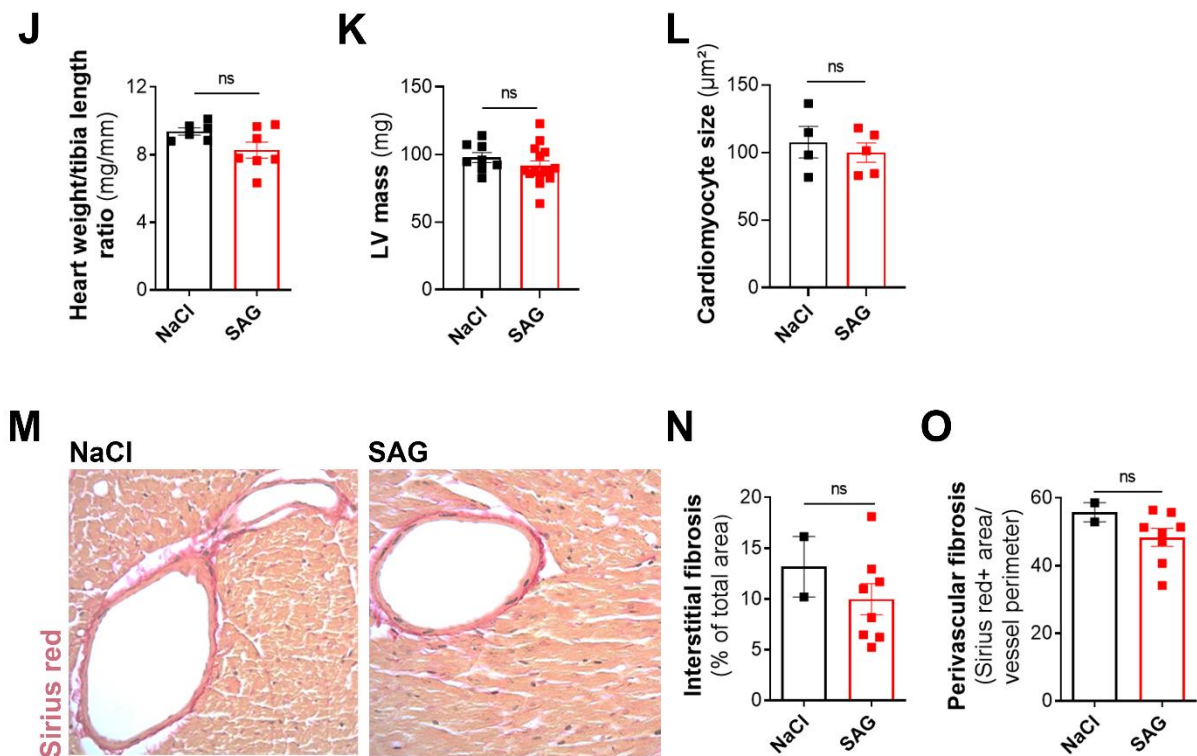 J
Heart weight/tibia length
ratio (mg/mm)
12
8
4
0
ns
NaCl
SAG
K
LV mass (mg)
150
100
50
0
ns
NaCl
SAG
L
Cardiomyocyte size (µm²)
150
100
50
0
ns
NaCl
SAG
M
Sirius red
NaCl
SAG
N
Interstitial fibrosis
(% of total area)
20
15
10
5
0
ns
NaCl
SAG
O
Perivascular fibrosis
(Sirius red+ area/
vessel perimeter)
60
40
20
0
ns
NaCl
SAG